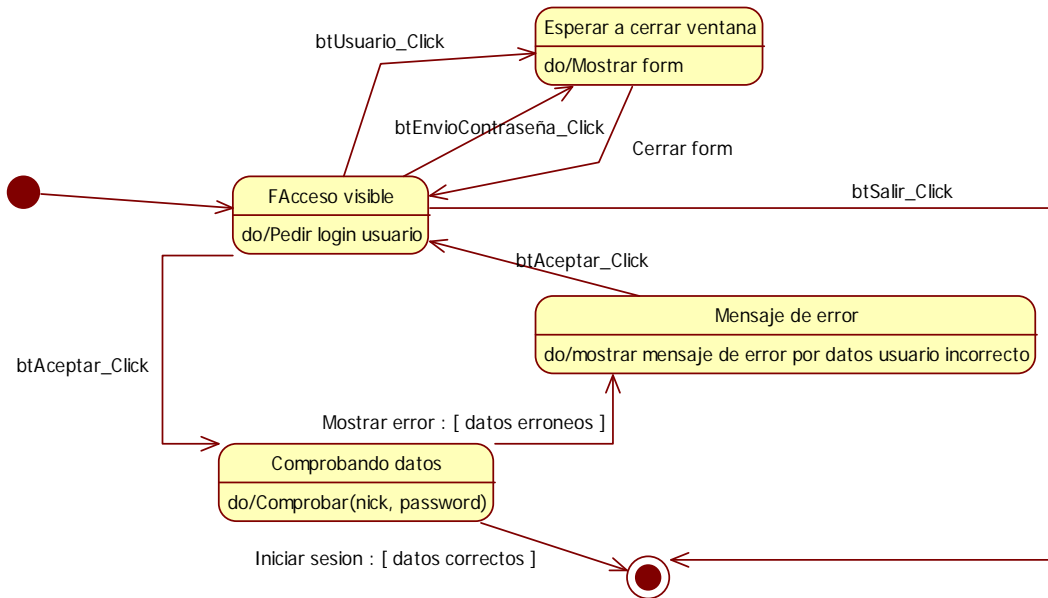 Esperar a cerrar ventana
btUsuario_Click
do/Mostrar form
btEnvioContraseña_Click
Cerrar form
FAcceso visible
btSalir_Click
do/Pedir login usuario
btAceptar_Click
Mensaje de error
do/mostrar mensaje de error por datos usuario incorrecto
btAceptar_Click
Mostrar error : [ datos erroneos ]
Comprobando datos
do/Comprobar(nick, password)
Iniciar sesion : [ datos correctos ]